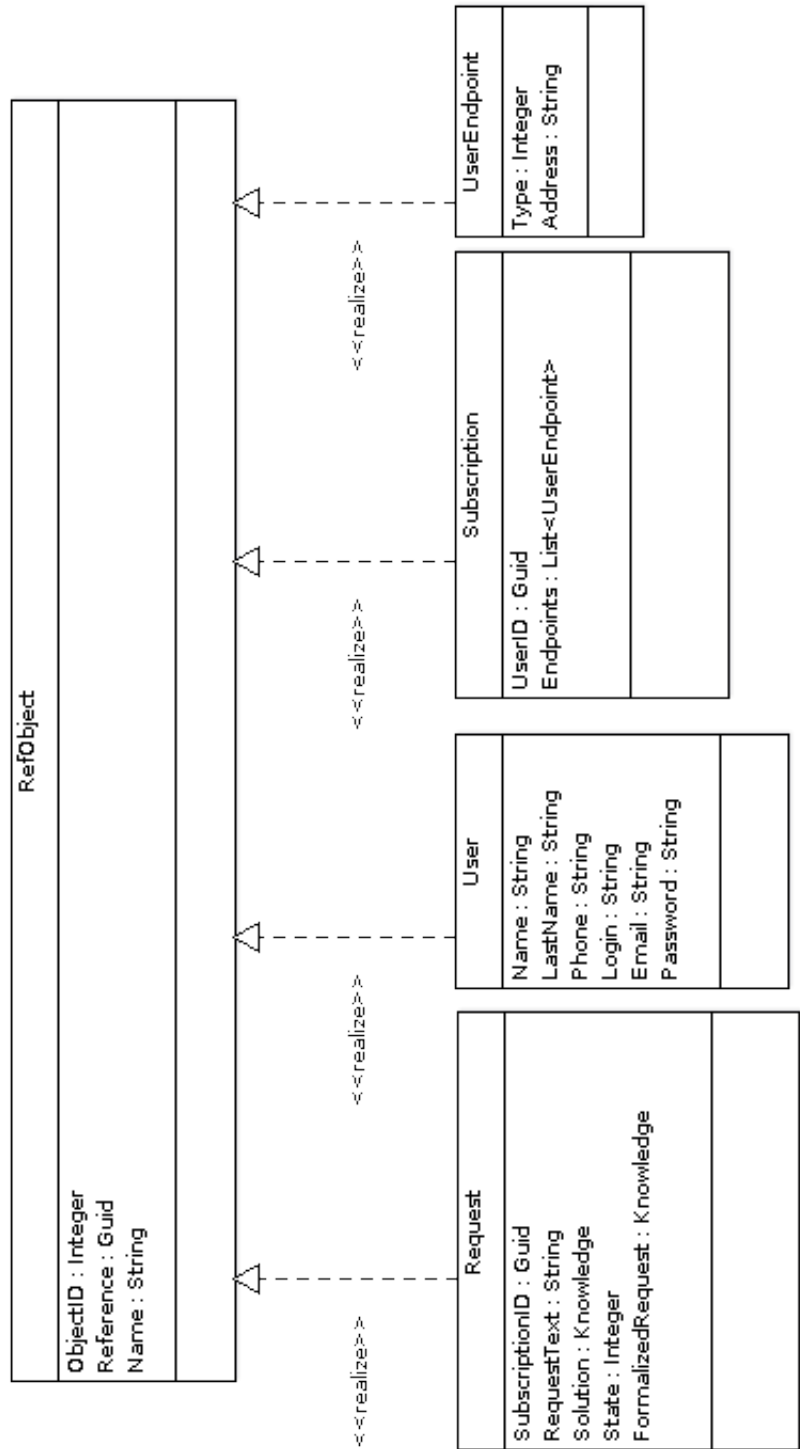 RefObject
ObjectID : Integer
Reference : Guid
Name : String
<<realize>>
<<realize>>
<<realize>>
<<realize>>
Request
SubscriptionID : Guid
RequestText : String
Solution : Knowledge
State : Integer
FormalizedRequest : Knowledge
User
Name : String
LastName : String
Phone : String
Login : String
Email : String
Password : String
Subscription
UserID : Guid
Endpoints : List<UserEndpoint>
UserEndpoint
Type : Integer
Address : String